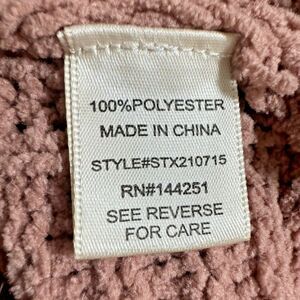 100%POLYESTER
MADE IN CHINA
STYLE#STX210715
RN#144251
SEE REVERSE
FOR CARE